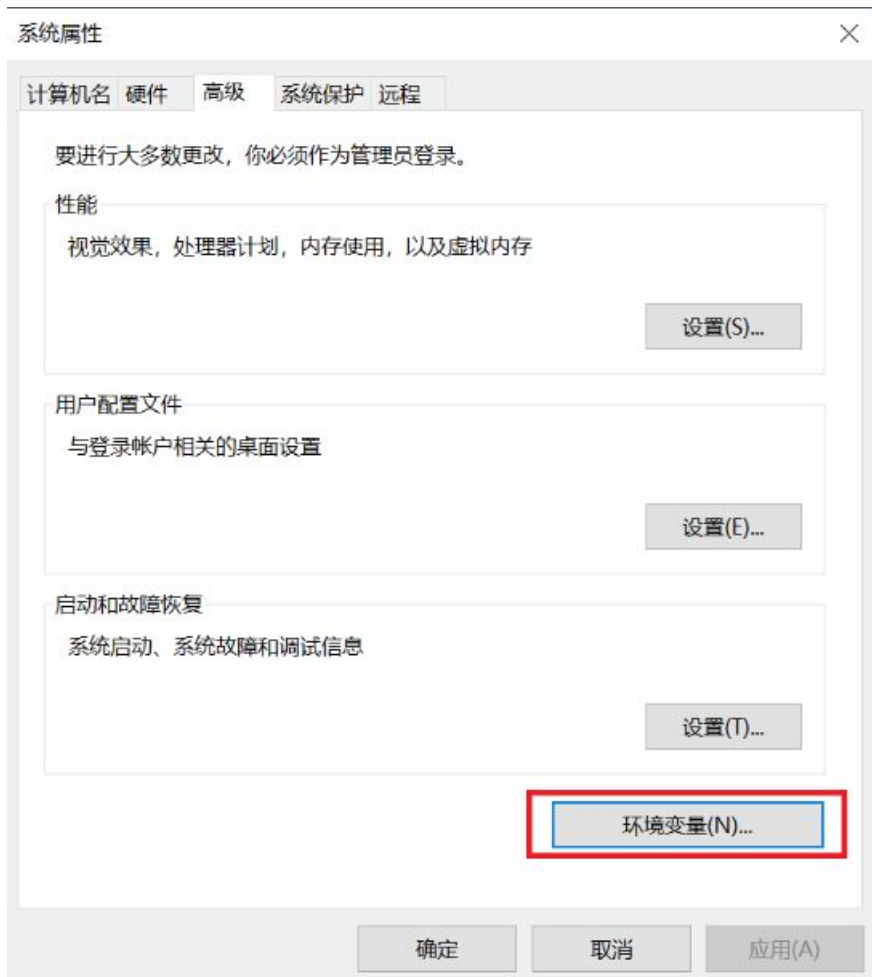 系统属性
计算机名 硬件 高级 系统保护 远程
要进行大多数更改，你必须作为管理员登录。
性能
视觉效果，处理器计划，内存使用，以及虚拟内存
设置(S)...
用户配置文件
与登录帐户相关的桌面设置
设置(E)...
启动和故障恢复
系统启动、系统故障和调试信息
设置(T)...
环境变量(N)...
确定 取消 应用(A)